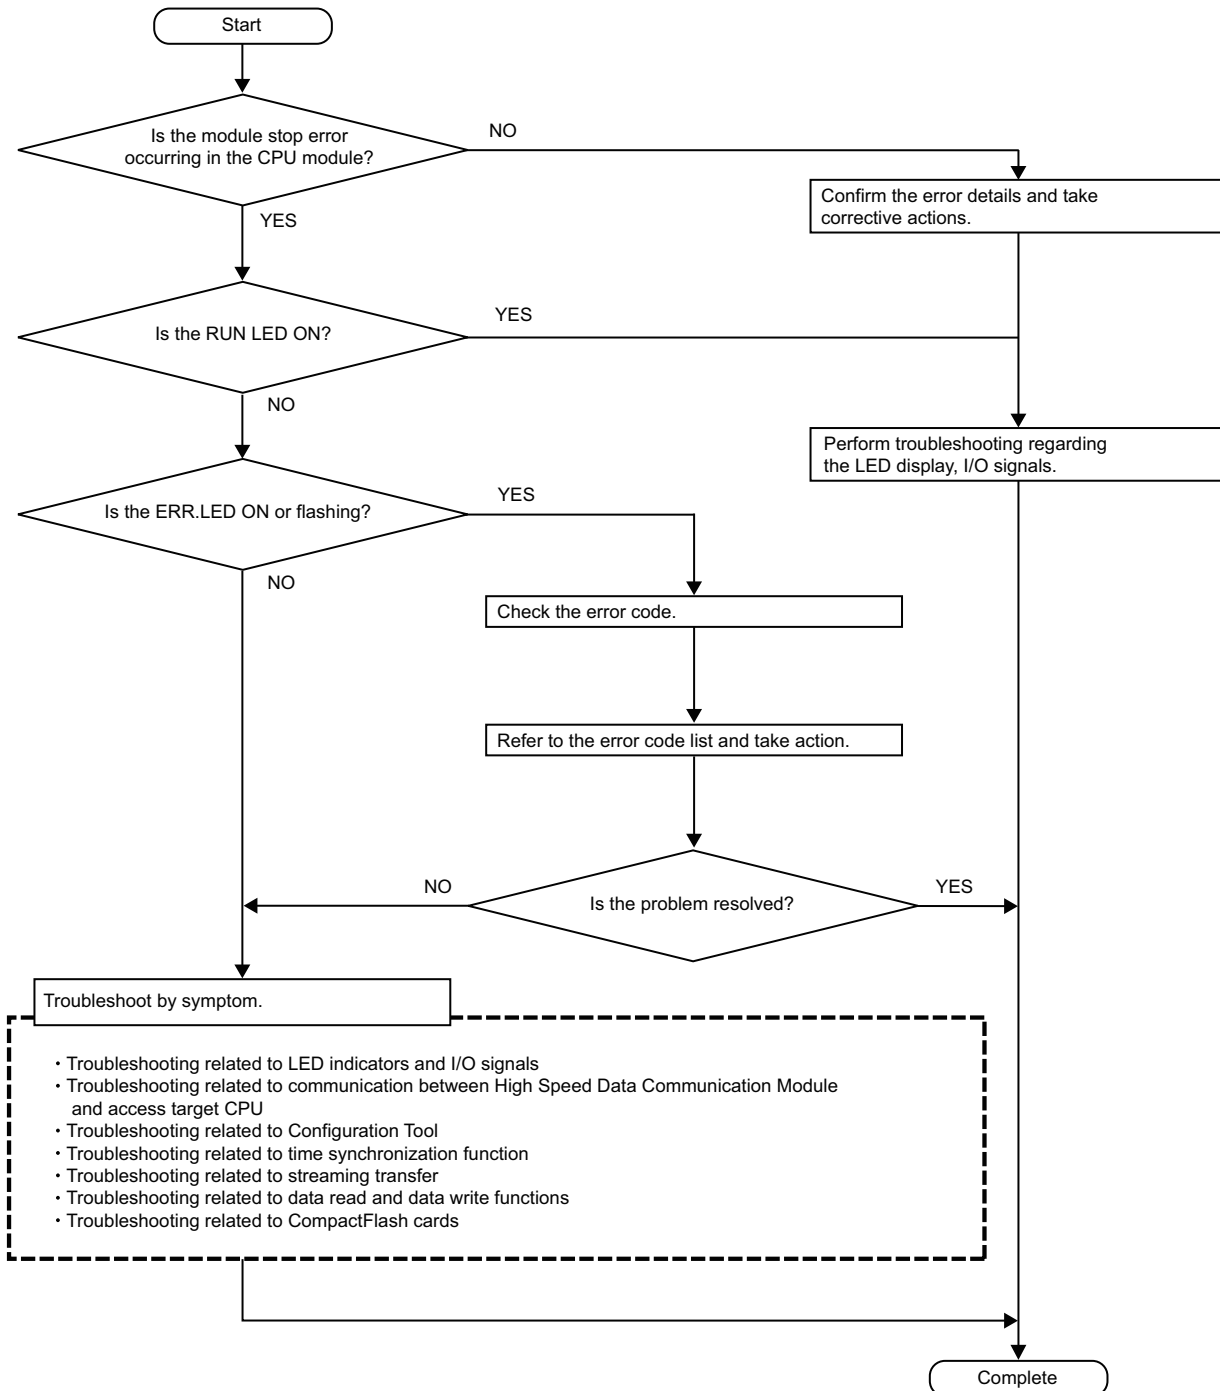 Start
Is the module stop error
occurring in the CPU module?
NO
YES
Confirm the error details and take
corrective actions.
Is the RUN LED ON?
YES
NO
Perform troubleshooting regarding
the LED display, I/O signals.
Is the ERR.LED ON or flashing?
YES
NO
Check the error code.
Refer to the error code list and take action.
NO
Is the problem resolved?
YES
Troubleshoot by symptom.
・Troubleshooting related to LED indicators and I/O signals
・Troubleshooting related to communication between High Speed Data Communication Module
and access target CPU
・Troubleshooting related to Configuration Tool
・Troubleshooting related to time synchronization function
・Troubleshooting related to streaming transfer
・Troubleshooting related to data read and data write functions
・Troubleshooting related to CompactFlash cards
Complete